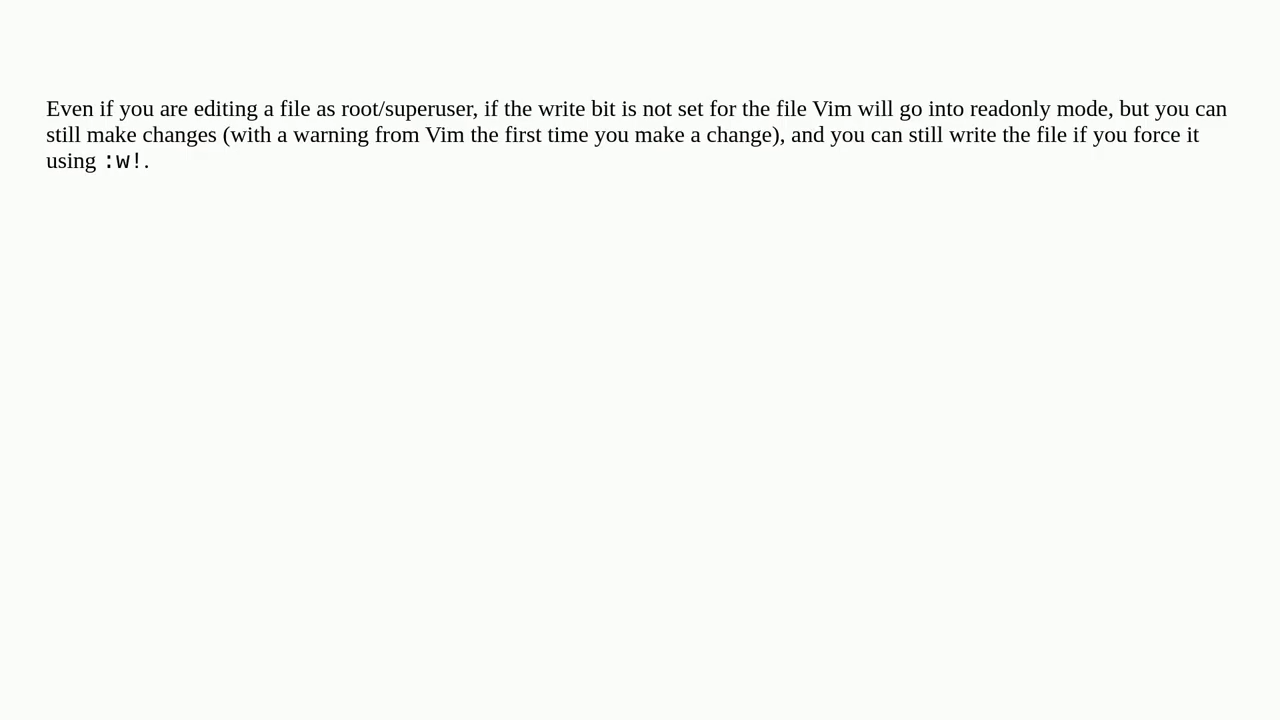 Even if you are editing a file as root/superuser, if the write bit is not set for the file Vim will go into readonly mode, but you can
still make changes (with a warning from Vim the first time you make a change), and you can still write the file if you force it
using :w!.